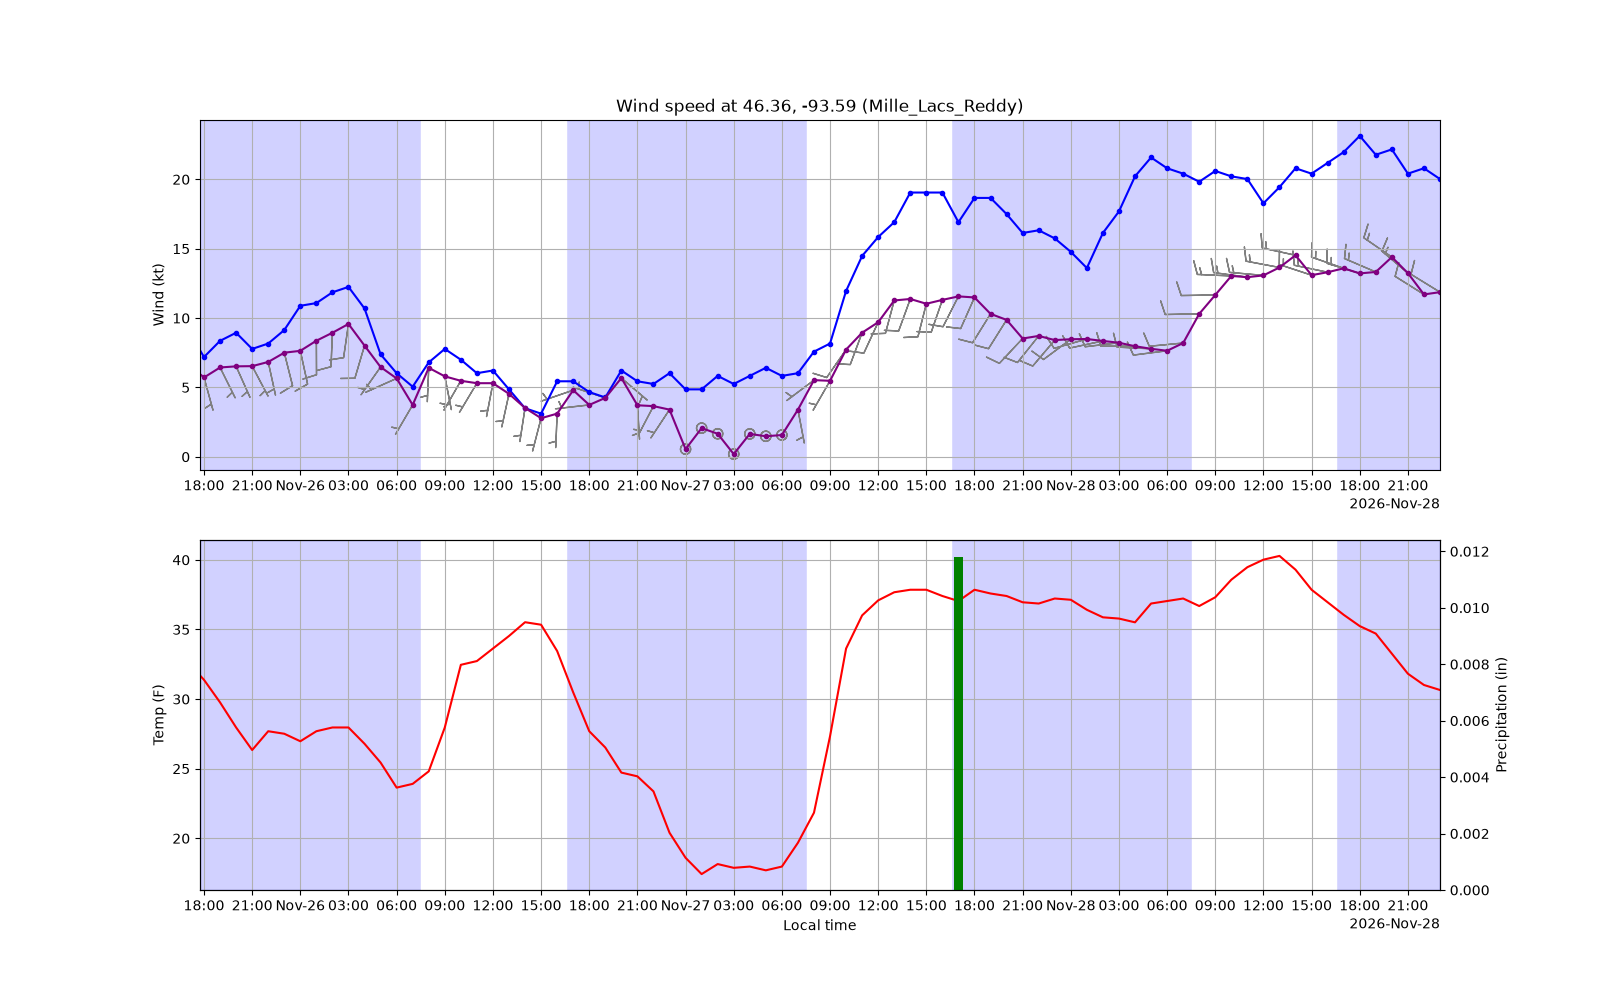 Wind speed at 46.36, -93.59 (Mille_Lacs_Reddy)
Wind (kt)
20
15
10
5
0
18:00 21:00 Nov-26 03:00 06:00 09:00 12:00 15:00 18:00 21:00 Nov-27 03:00 06:00 09:00 12:00 15:00 18:00 21:00 Nov-28 03:00 06:00 09:00 12:00 15:00 18:00 21:00
2026-Nov-28
Temp (F)
40
35
30
25
20
0.012
0.010
0.008
0.006
0.004
0.002
0.000
Precipitation (in)
18:00 21:00 Nov-26 03:00 06:00 09:00 12:00 15:00 18:00 21:00 Nov-27 03:00 06:00 09:00 12:00 15:00 18:00 21:00 Nov-28 03:00 06:00 09:00 12:00 15:00 18:00 21:00
Local time
2026-Nov-28